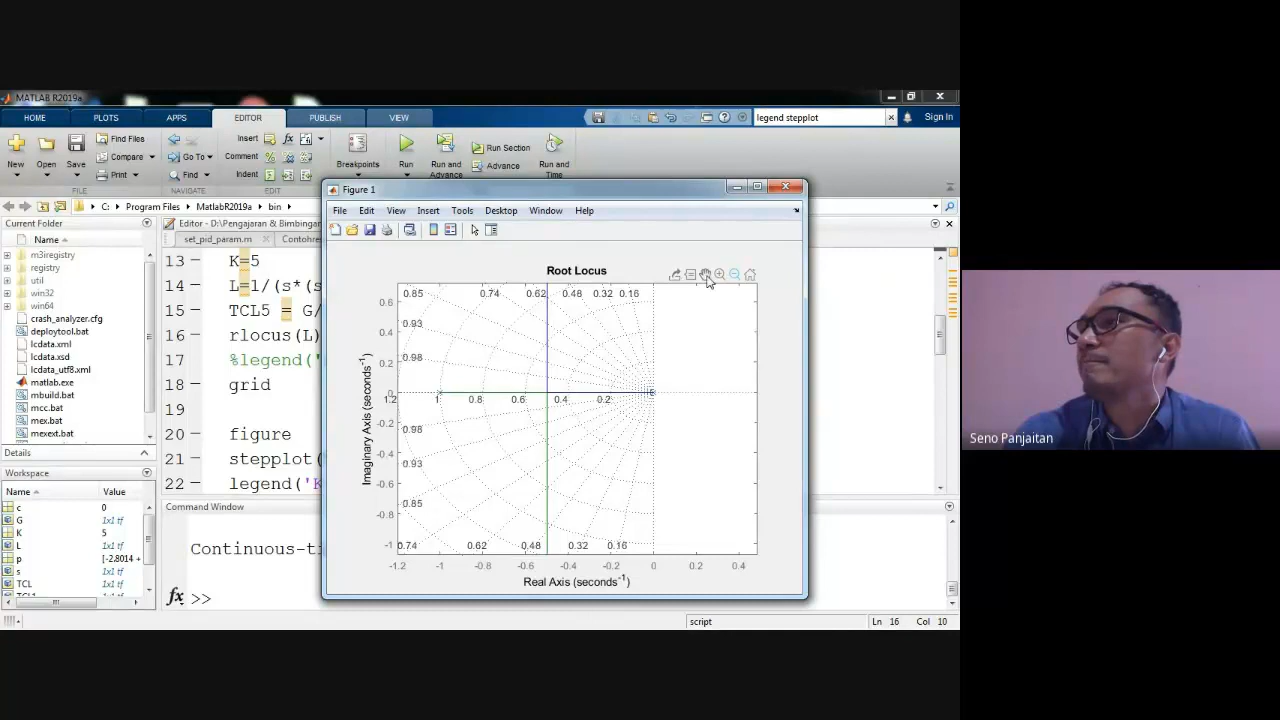 MATLAB R2019a
HOME PLOTS APPS EDITOR PUBLISH VIEW legend stepplot Sign In
New Open Save Find Files Compare Print Go To Find Insert Comment Indent Breakpoints Run Run and Advance Run Section Advance Run and Time
FILE NAVIGATE EDIT
C: Program Files MatlabR2019a bin
Current Folder
Name
m3iregistry
registry
util
win32
win64
crash_analyzer.cfg
deploytool.bat
lcdata.xml
lcdata.xsd
lcdata_utf8.xml
matlab.exe
mbuild.bat
mcc.bat
mex.bat
mexext.bat
Details
Workspace
Name Value
c 0
G 1x1 tf
K 5
L 1x1 tf
p [-2.8014 +
s 1x1 tf
TCL 1x1 tf
Editor - D:\Pengajaran & Bimbingan
set_pid_param.m
13 K=5
14 L=1/(s*(s
15 TCL5 = G/
16 rlocus(L)
17 %legend('
18 grid
19
20 figure
21 stepplot(
22 legend('K
Command Window
Continuous-ti
fx >>
script Ln 16 Col 10
Figure 1
File Edit View Insert Tools Desktop Window Help
Root Locus
0.85 0.74 0.62 0.48 0.32 0.16
0.93
0.98
1.2 1 0.8 0.6 0.4 0.2
0.98
0.93
0.85
0.74 0.62 0.48 0.32 0.16
0.6
0.4
0.2
0
-0.2
-0.4
-0.6
-0.8
-1
-1.2 -1 -0.8 -0.6 -0.4 -0.2 0 0.2 0.4
Imaginary Axis (seconds-1)
Real Axis (seconds-1)
Seno Panjaitan